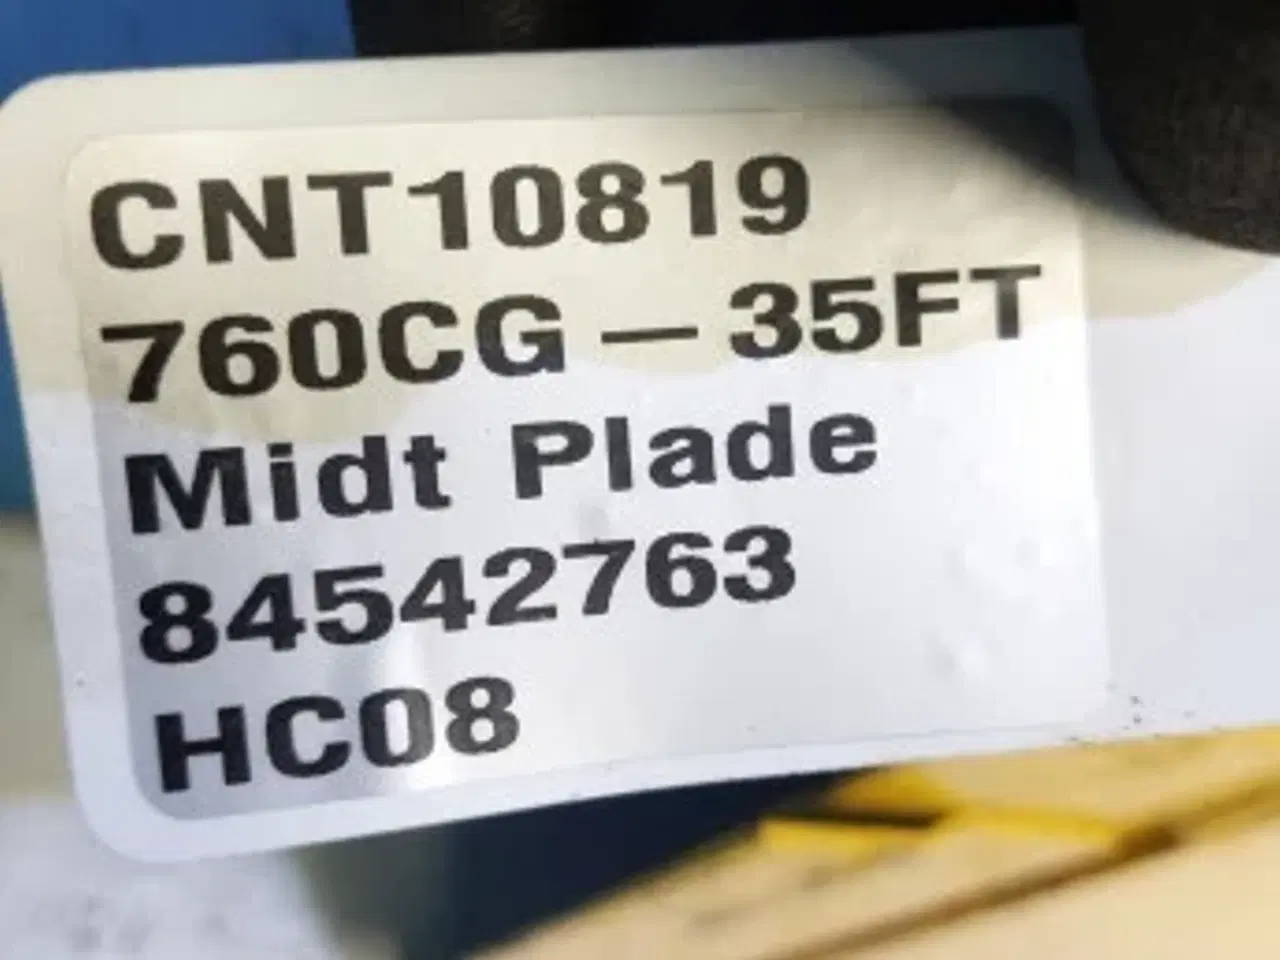 CNT10819
760CG – 35FT
Midt Plade
84542763
HC08